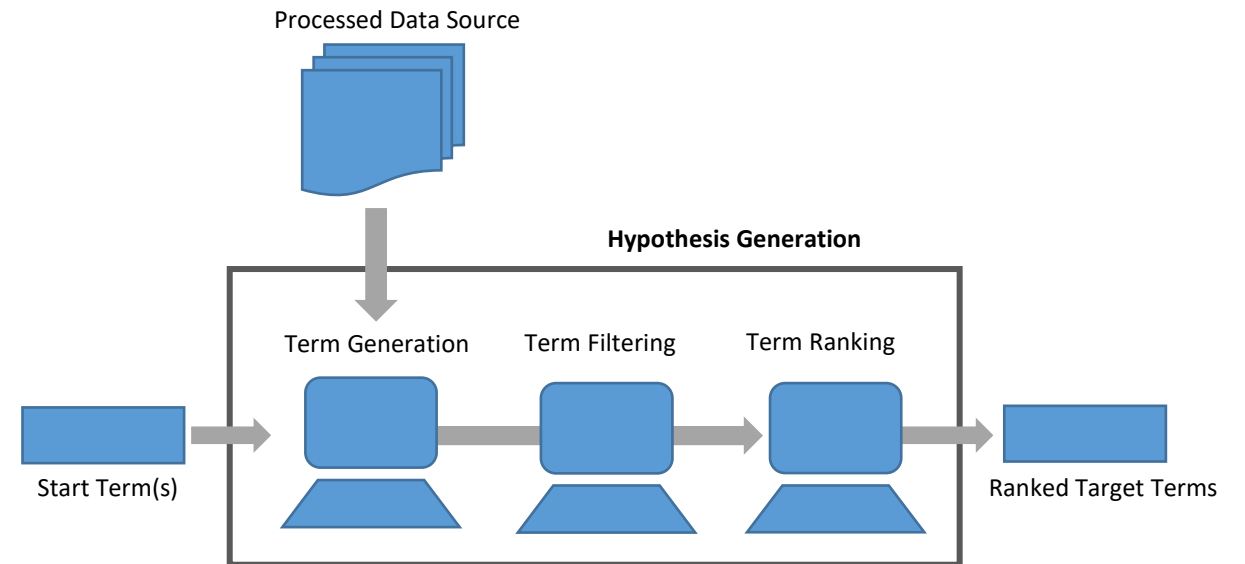 Processed Data Source
Hypothesis Generation
Term Generation
Term Filtering
Term Ranking
Start Term(s)
Ranked Target Terms